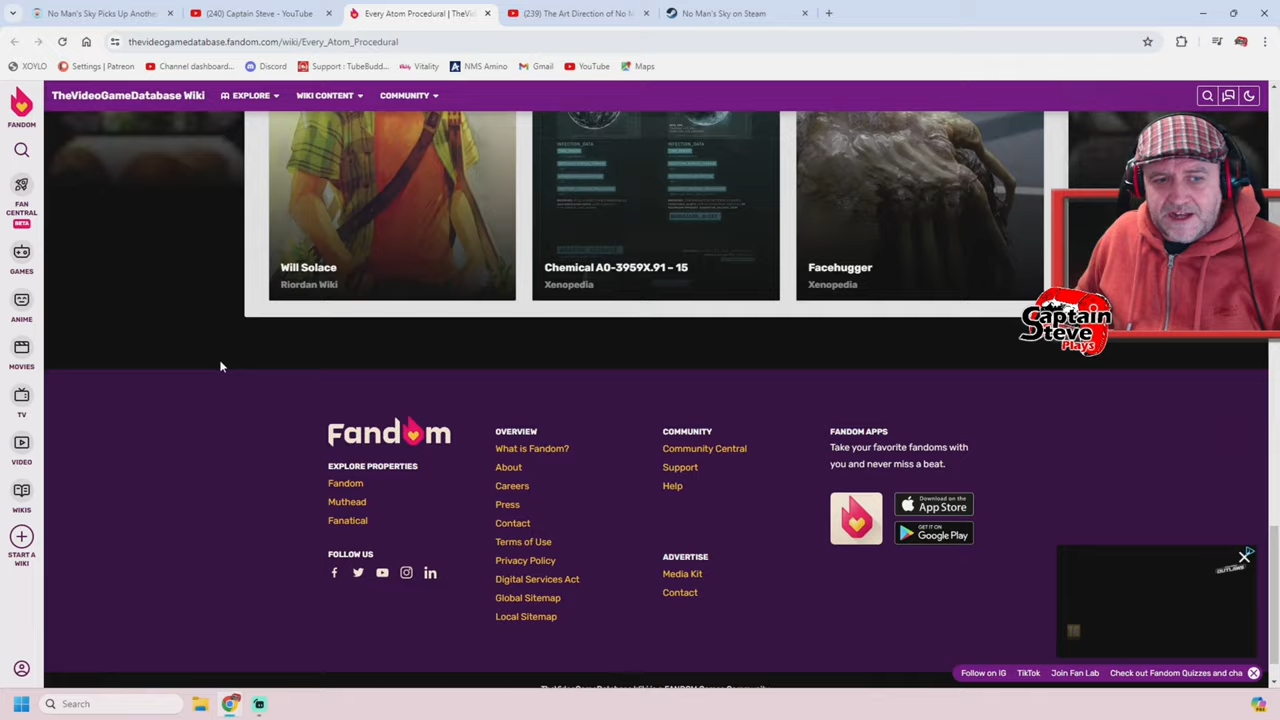 No Man's Sky Picks Up Anothe
(240) Captain Steve - YouTube
Every Atom Procedural | TheVid
(239) The Art Direction of No M
No Man's Sky on Steam
thevideogamedatabase.fandom.com/wiki/Every_Atom_Procedural
XOYLO
Settings | Patreon
Channel dashboard...
Discord
Support : TubeBudd...
Vitality
NMS Amino
Gmail
YouTube
Maps
TheVideoGameDatabase Wiki
EXPLORE
WIKI CONTENT
COMMUNITY
FANDOM
FAN CENTRAL
BETA
GAMES
ANIME
MOVIES
TV
VIDEO
WIKIS
START A WIKI
INFECTION_DATA
INFECTION_DATA
Will Solace
Riordan Wiki
Chemical A0-3959X.91 – 15
Xenopedia
Facehugger
Xenopedia
Captain
Steve
Plays
Fandom
EXPLORE PROPERTIES
Fandom
Muthead
Fanatical
FOLLOW US
OVERVIEW
What is Fandom?
About
Careers
Press
Contact
Terms of Use
Privacy Policy
Digital Services Act
Global Sitemap
Local Sitemap
COMMUNITY
Community Central
Support
Help
ADVERTISE
Media Kit
Contact
FANDOM APPS
Take your favorite fandoms with
you and never miss a beat.
Download on the
App Store
GET IT ON
Google Play
OUTLAWS
Follow on IG
TikTok
Join Fan Lab
Check out Fandom Quizzes and cha
Search